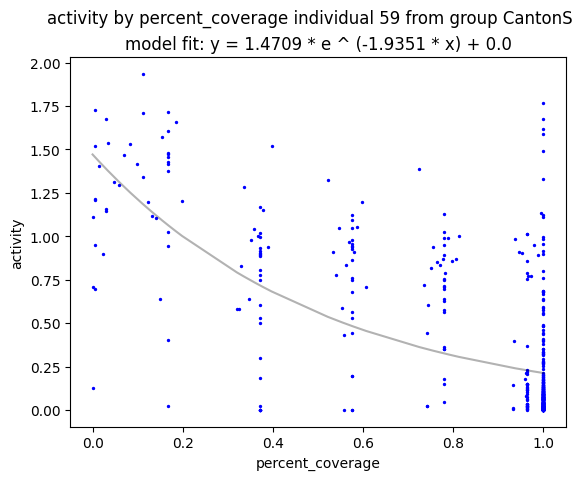 activity by percent_coverage individual 59 from group CantonS
model fit: y = 1.4709 * e ^ (-1.9351 * x) + 0.0
2.00
1.75
1.50
1.25
1.00
0.75
0.50
0.25
0.00
activity
0.0 0.2 0.4 0.6 0.8 1.0
percent_coverage